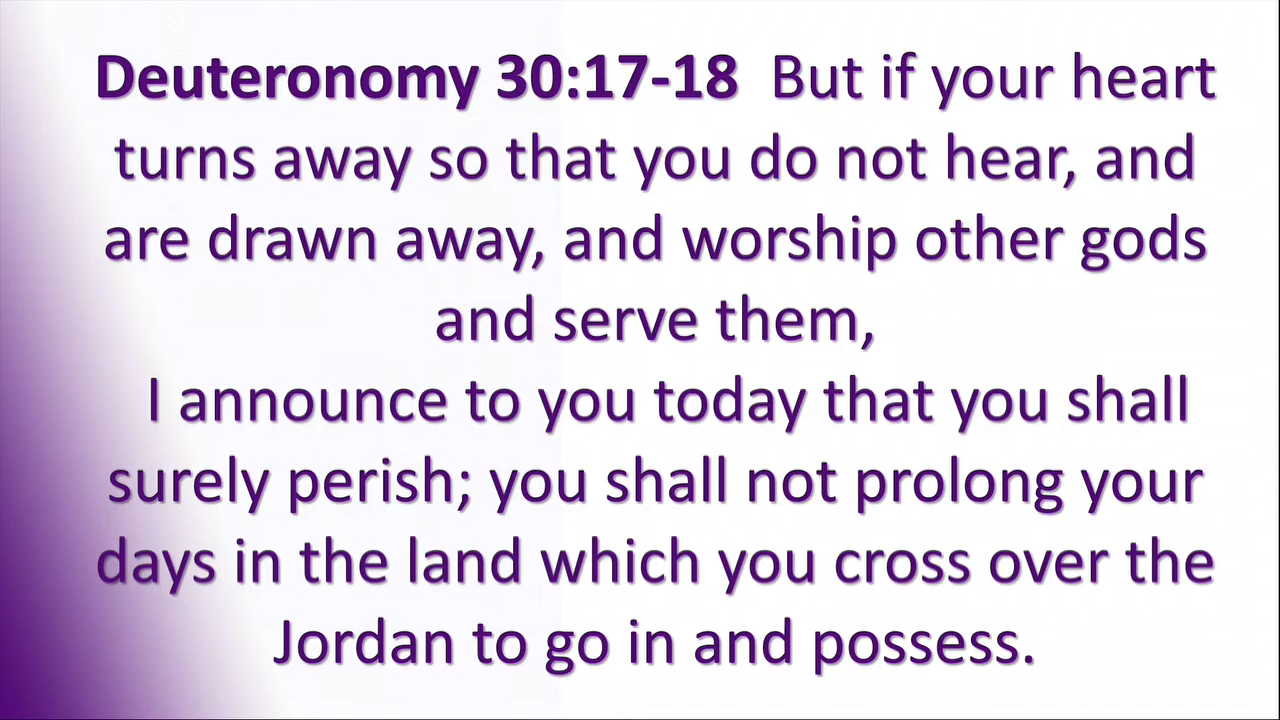 Deuteronomy 30:17-18  But if your heart
turns away so that you do not hear, and
are drawn away, and worship other gods
and serve them,
I announce to you today that you shall
surely perish; you shall not prolong your
days in the land which you cross over the
Jordan to go in and possess.